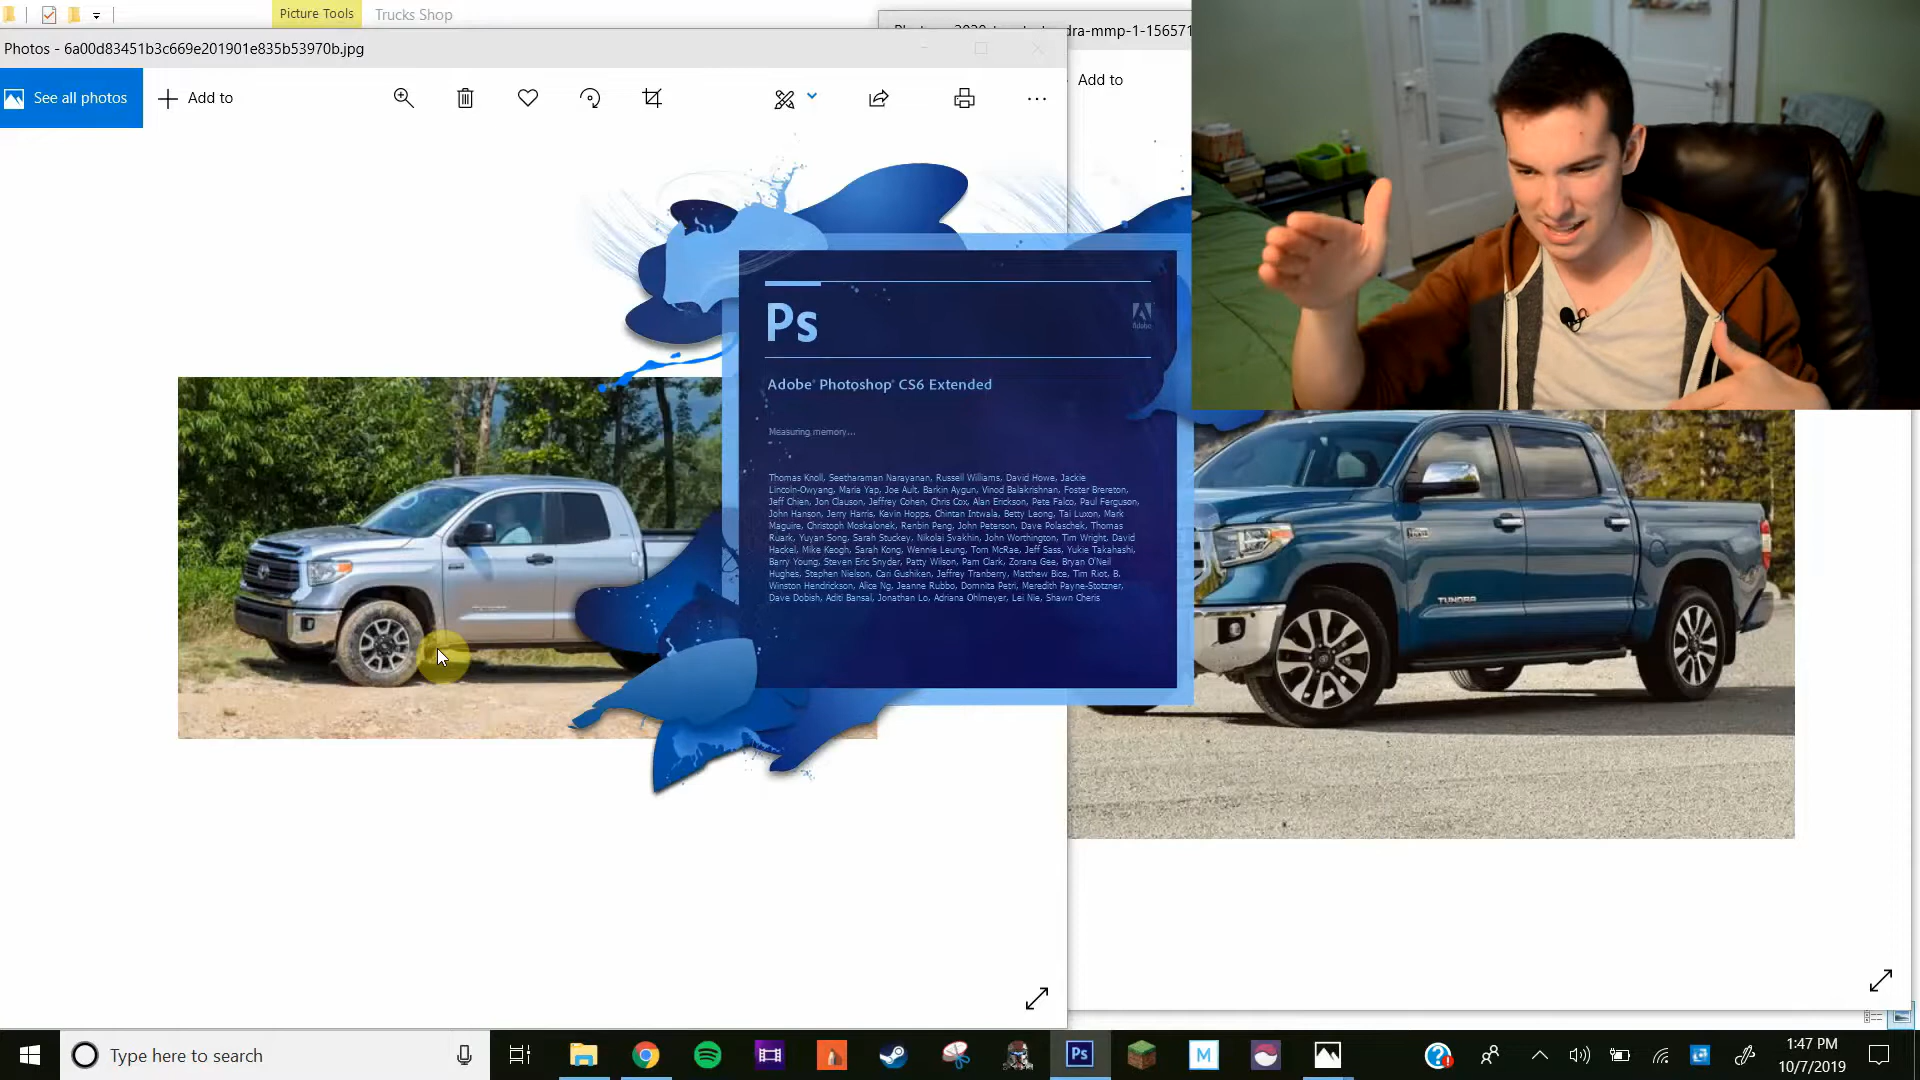 Picture Tools
Trucks Shop
Photos - 6a00d83451b3c669e201901e835b53970b.jpg
dra-mmp-1-156571
See all photos
Add to
Add to
Ps
Adobe
Adobe® Photoshop® CS6 Extended
Measuring memory...
Thomas Knoll, Seetharaman Narayanan, Russell Williams, David Howe, Jackie
Lincoln-Owyang, Maria Yap, Joe Ault, Barkin Aygun, Vinod Balakrishnan, Foster Brereton,
Jeff Chien, Jon Clauson, Jeffrey Cohen, Chris Cox, Alan Erickson, Pete Falco, Paul Ferguson,
John Hanson, Jerry Harris, Kevin Hopps, Chintan Intwala, Betty Leong, Tai Luxon, Mark
Maguire, Christoph Moskalonek, Renbin Peng, John Peterson, Dave Polaschek, Thomas
Ruark, Yuyan Song, Sarah Stuckey, Nikolai Svakhin, John Worthington, Tim Wright, David
Hackel, Mike Keogh, Sarah Kong, Wennie Leung, Tom McRae, Jeff Sass, Yukie Takahashi,
Barry Young, Steven Eric Snyder, Patty Wilson, Pam Clark, Zorana Gee, Bryan O'Neil
Hughes, Stephen Nielson, Cari Gushiken, Jeffrey Tranberry, Matthew Bice, Tim Riot, B.
Winston Hendrickson, Alice Ng, Jeanne Rubbo, Domnita Petri, Meredith Payne-Stotzner,
Dave Dobish, Aditi Bansal, Jonathan Lo, Adriana Ohlmeyer, Lei Nie, Shawn Cheris
TUNDRA
Type here to search
Ps
M
1:47 PM
10/7/2019